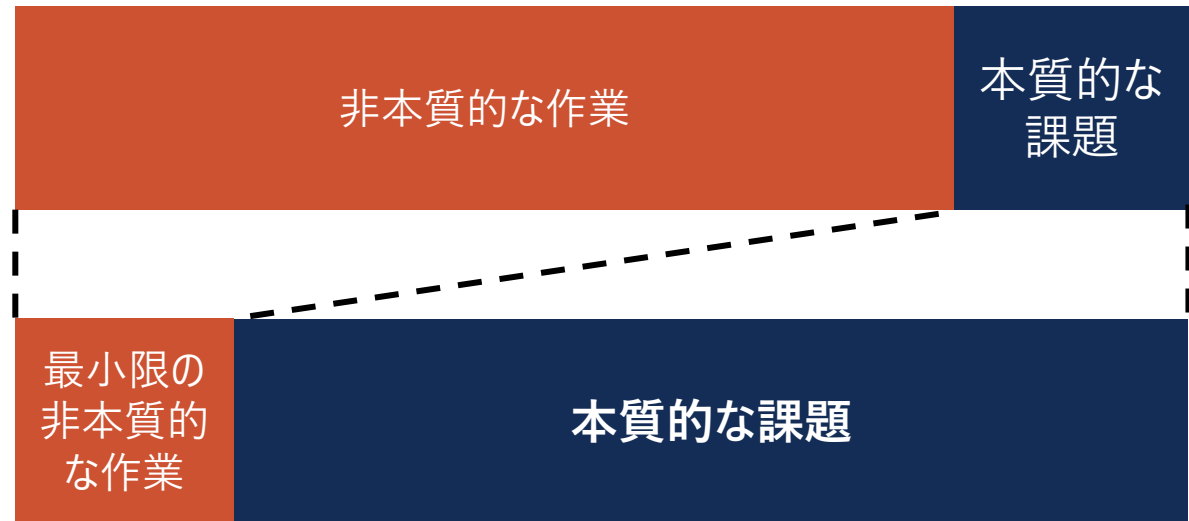 非本質的な作業
本質的な
課題
最小限の
非本質的
な作業
本質的な課題